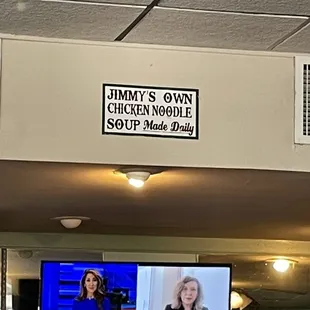 JIMMY'S OWN
CHICKEN NOODLE
SOUP Made Daily